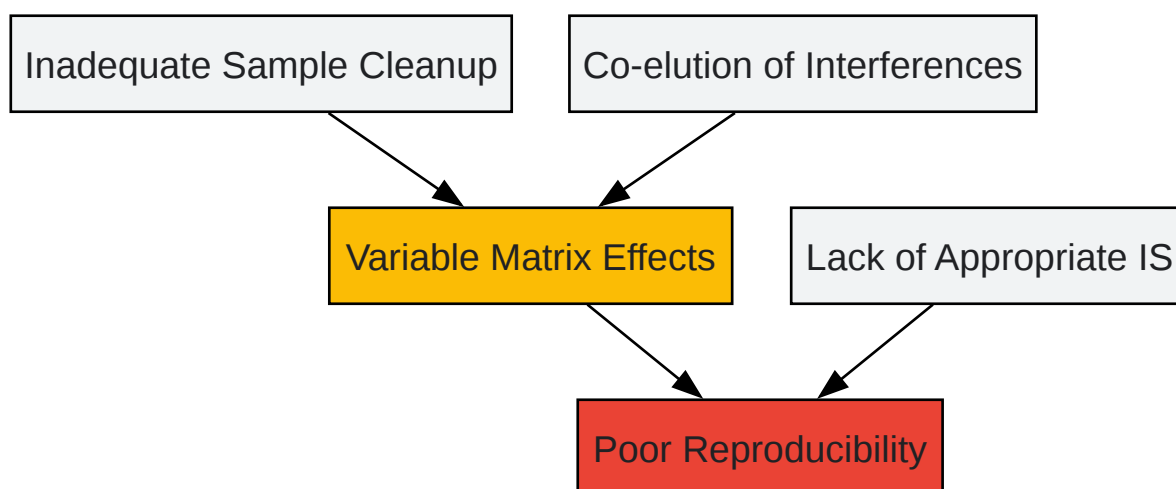 Inadequate Sample Cleanup
Co-elution of Interferences
Variable Matrix Effects
Lack of Appropriate IS
Poor Reproducibility